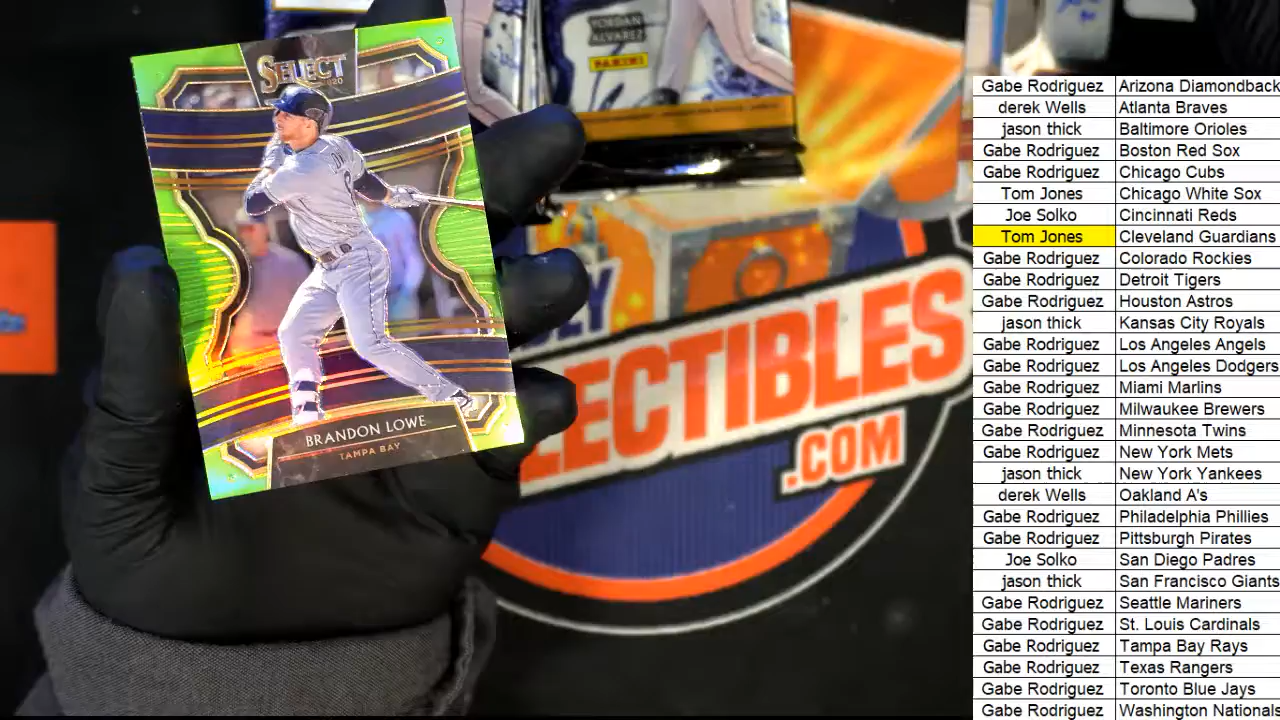 SELECT
2020
BRANDON LOWE
TAMPA BAY
YORDAN
ALVAREZ
PANINI
LECTIBLES
.COM
Gabe Rodriguez Arizona Diamondback
derek Wells Atlanta Braves
jason thick Baltimore Orioles
Gabe Rodriguez Boston Red Sox
Gabe Rodriguez Chicago Cubs
Tom Jones Chicago White Sox
Joe Solko Cincinnati Reds
Tom Jones Cleveland Guardians
Gabe Rodriguez Colorado Rockies
Gabe Rodriguez Detroit Tigers
Gabe Rodriguez Houston Astros
jason thick Kansas City Royals
Gabe Rodriguez Los Angeles Angels
Gabe Rodriguez Los Angeles Dodgers
Gabe Rodriguez Miami Marlins
Gabe Rodriguez Milwaukee Brewers
Gabe Rodriguez Minnesota Twins
Gabe Rodriguez New York Mets
jason thick New York Yankees
derek Wells Oakland A's
Gabe Rodriguez Philadelphia Phillies
Gabe Rodriguez Pittsburgh Pirates
Joe Solko San Diego Padres
jason thick San Francisco Giants
Gabe Rodriguez Seattle Mariners
Gabe Rodriguez St. Louis Cardinals
Gabe Rodriguez Tampa Bay Rays
Gabe Rodriguez Texas Rangers
Gabe Rodriguez Toronto Blue Jays
Gabe Rodriguez Washington Nationals